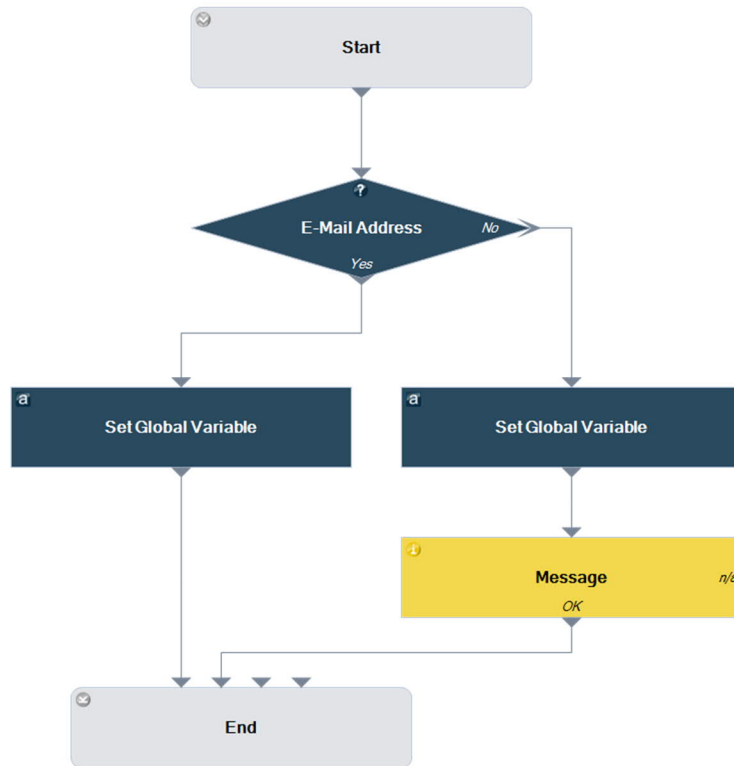 Start
?
E-Mail Address
No
Yes
a
Set Global Variable
a
Set Global Variable
Message
OK
End